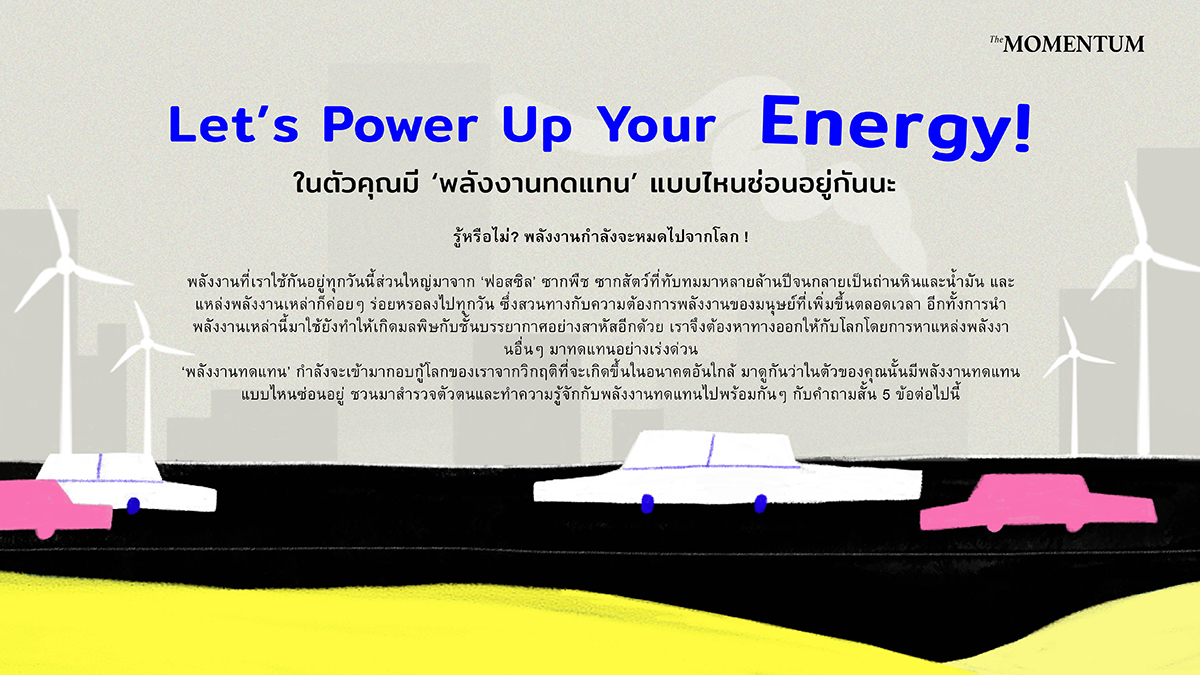 The MOMENTUM
Let's Power Up Your Energy!
ในตัวคุณมี ‘พลังงานทดแทน’ แบบไหนซ่อนอยู่กันนะ
รู้หรือไม่? พลังงานกำลังจะหมดไปจากโลก !
พลังงานที่เราใช้กันอยู่ทุกวันนี้ส่วนใหญ่มาจาก ‘ฟอสซิล’ ซากพืช ซากสัตว์ที่ทับทมมาหลายล้านปีจนกลายเป็นถ่านหินและน้ำมัน และ
แหล่งพลังงานเหล่าก็ค่อยๆ ร่อยหรอลงไปทุกวัน ซึ่งสวนทางกับความต้องการพลังงานของมนุษย์ที่เพิ่มขึ้นตลอดเวลา อีกทั้งการนำ
พลังงานเหล่านี้มาใช้ยังทำให้เกิดมลพิษกับชั้นบรรยากาศอย่างสาหัสอีกด้วย เราจึงต้องหาทางออกให้กับโลกโดยการหาแหล่งพลังงา
นอื่นๆ มาทดแทนอย่างเร่งด่วน
‘พลังงานทดแทน’ กำลังจะเข้ามากอบกู้โลกของเราจากวิกฤติที่จะเกิดขึ้นในอนาคตอันใกล้ มาดูกันว่าในตัวของคุณนั้นมีพลังงานทดแทน
แบบไหนซ่อนอยู่ ชวนมาสำรวจตัวตนและทำความรู้จักกับพลังงานทดแทนไปพร้อมกันๆ กับคำถามสั้น 5 ข้อต่อไปนี้